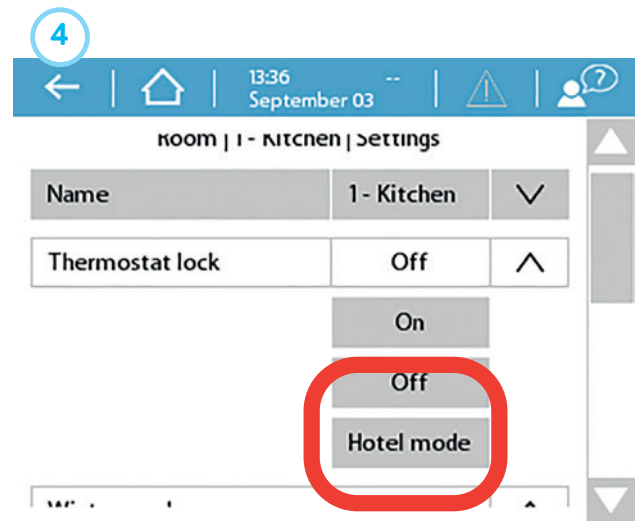 4
13:36 --
September 03
?
Room | 1 - Kitchen | Settings
Name 1 - Kitchen
Thermostat lock Off
On
Off
Hotel mode